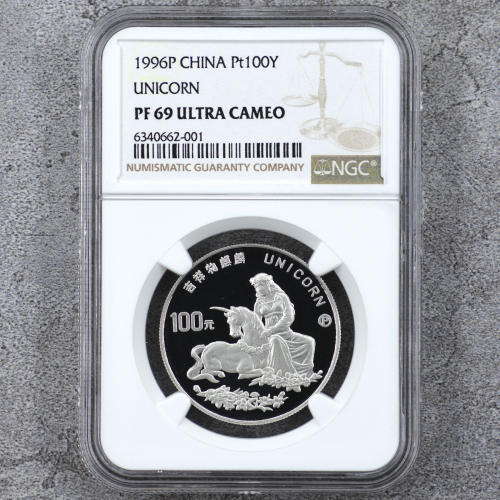 1996P CHINA Pt100Y
UNICORN
PF 69 ULTRA CAMEO
6340662-001
NUMISMATIC GUARANTY COMPANY
NGC
吉祥物麒麟 UNICORN
P
100元